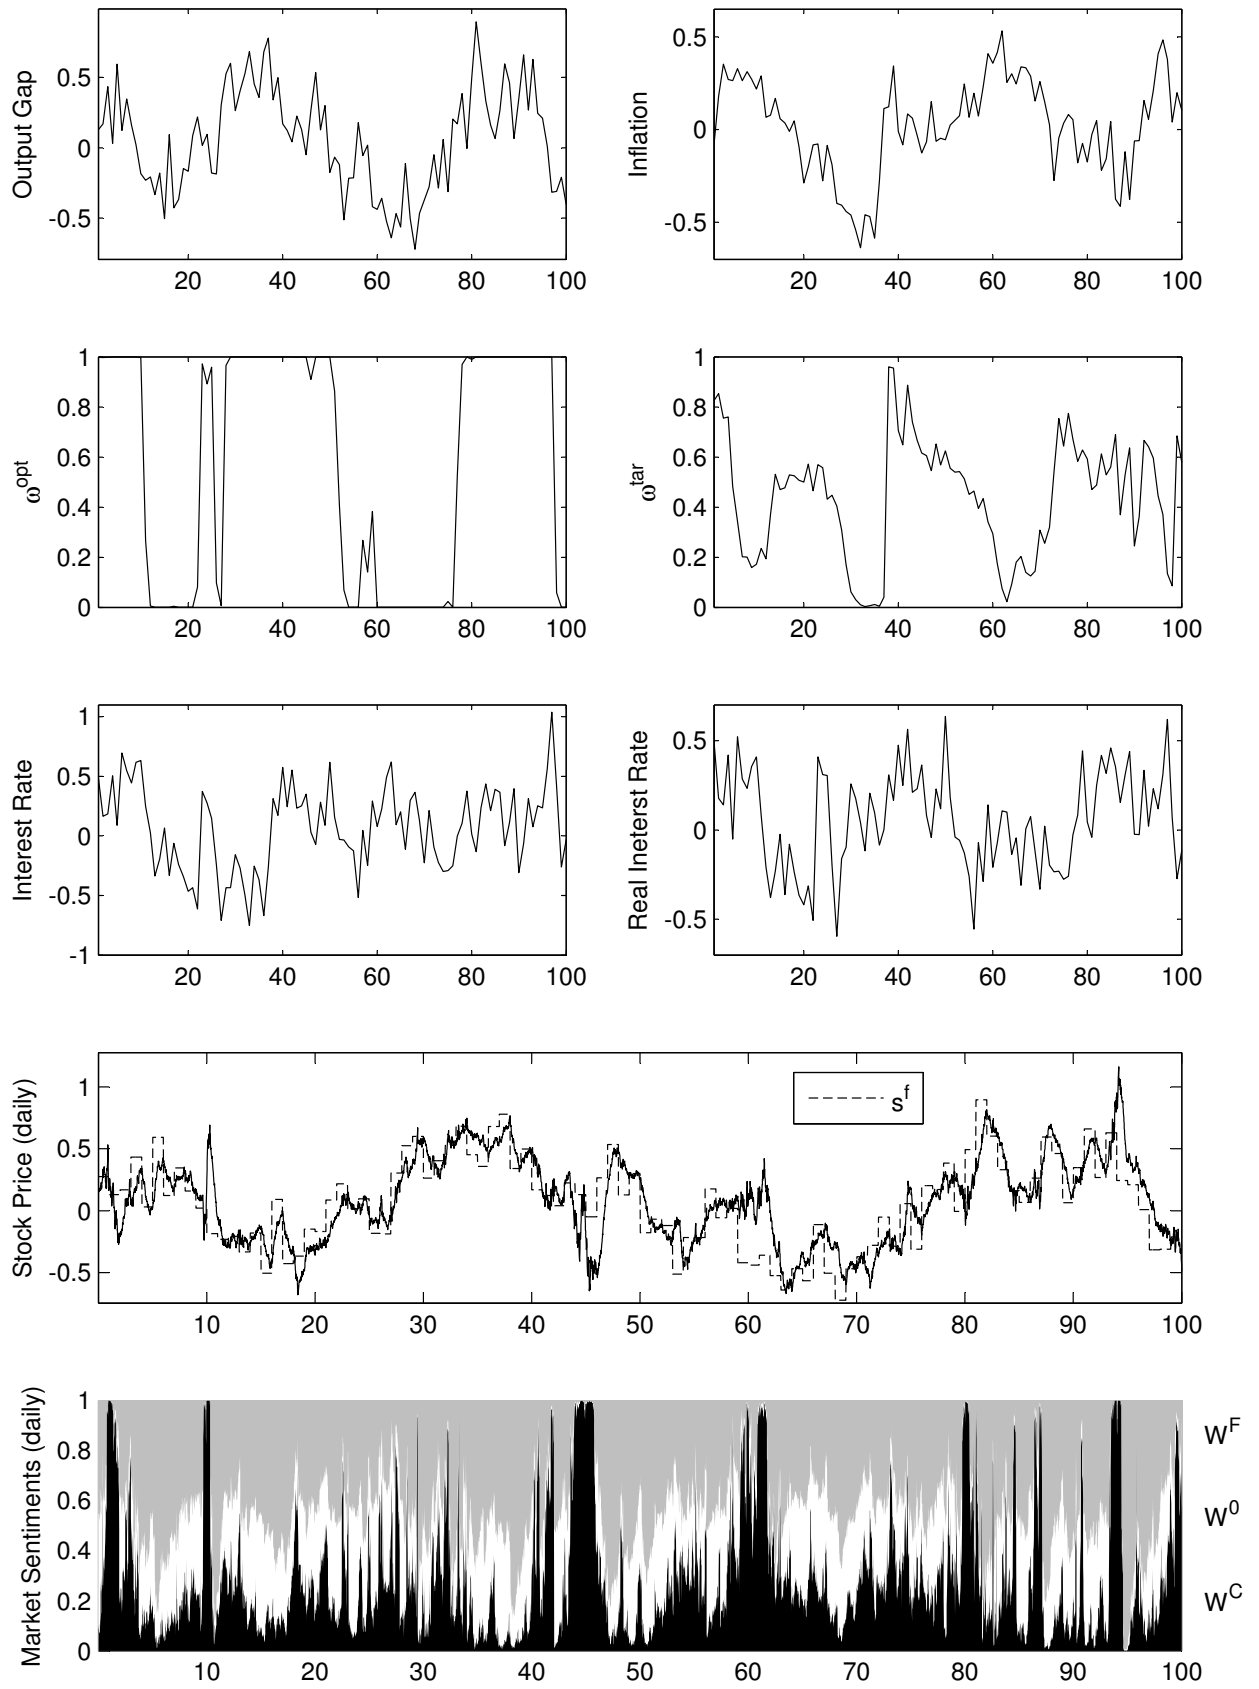 Output Gap
0.5
0
-0.5
20 40 60 80 100
Inflation
0.5
0
-0.5
20 40 60 80 100
ω^opt
1
0.8
0.6
0.4
0.2
0
20 40 60 80 100
ω^tar
1
0.8
0.6
0.4
0.2
0
20 40 60 80 100
Interest Rate
1
0.5
0
-0.5
-1
20 40 60 80 100
Real Ineterst Rate
0.5
0
-0.5
20 40 60 80 100
Stock Price (daily)
1
0.5
0
-0.5
s^f
10 20 30 40 50 60 70 80 90 100
Market Sentiments (daily)
1
0.8
0.6
0.4
0.2
0
W^F
W^0
W^C
10 20 30 40 50 60 70 80 90 100